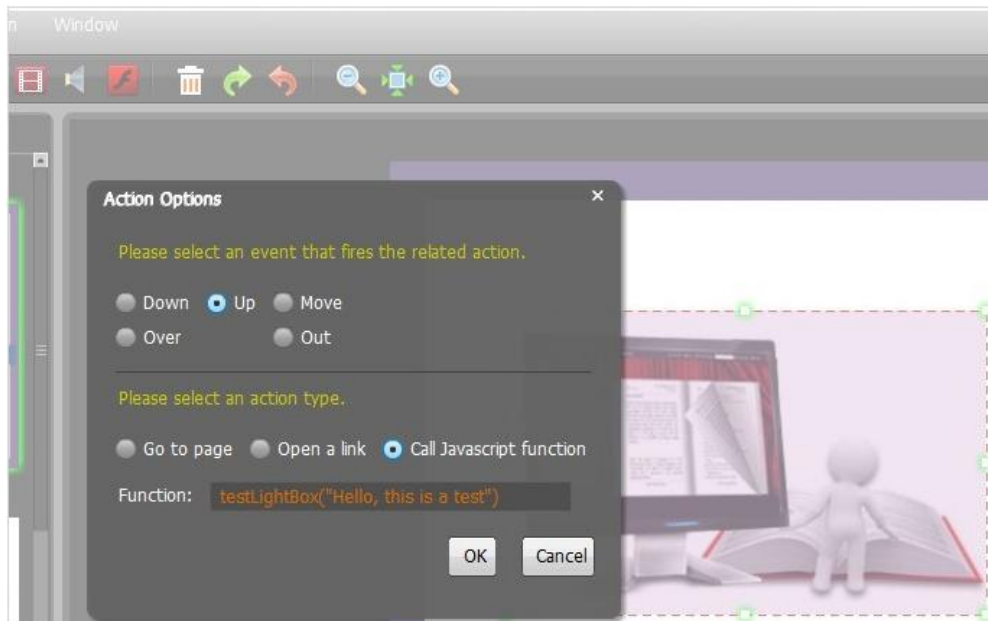 n Window
Action Options
Please select an event that fires the related action.
Down Up Move
Over Out
Please select an action type.
Go to page Open a link Call Javascript function
Function: testLightBox("Hello, this is a test")
OK Cancel